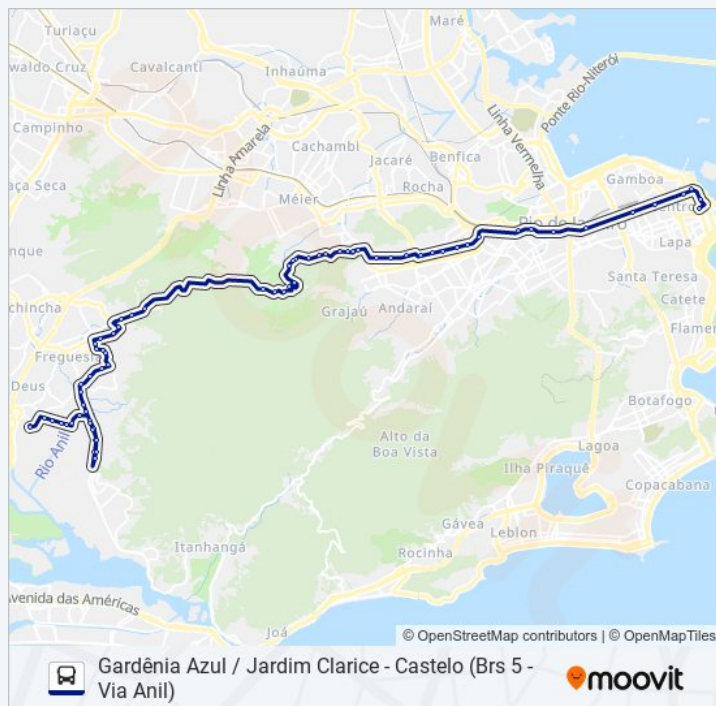 Turiaçu
Maré
Ponte Rio-Niterói
waldo Cruz
Cavalcanti
Inhaúma
Linha Amarela
Linha Vermelha
Campinho
Cachambi
Jacaré
Benfica
Gamboa
aça Seca
Méier
Rocha
Centro
Rio de Janeiro
Lapa
nque
Santa Teresa
Catete
chincha
Grajaú
Andaraí
Flamen
Freguesia
Deus
Rio Anil
Botafogo
Alto da
Boa Vista
Lagoa
Ilha Piraquê
Copacabana
Gávea
Itanhangá
Leblon
Rocinha
Avenida das Américas
Joá
© OpenStreetMap contributors | © OpenMapTiles
Gardênia Azul / Jardim Clarice - Castelo (Brs 5 -
Via Anil)
moovit